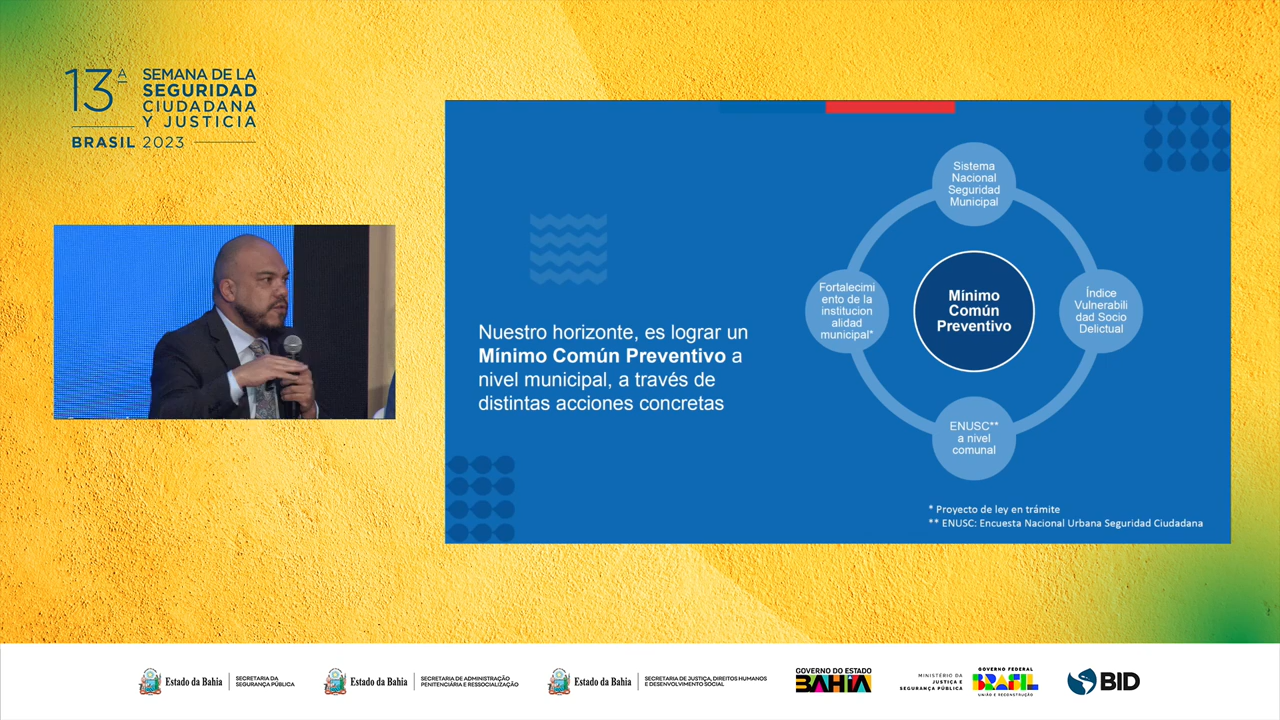 13ª
SEMANA DE LA
SEGURIDAD
CIUDADANA
Y JUSTICIA
BRASIL 2023
Nuestro horizonte, es lograr un
Mínimo Común Preventivo a
nivel municipal, a través de
distintas acciones concretas
Sistema
Nacional
Seguridad
Municipal
Fortalecimi
ento de la
institucion
alidad
municipal*
Mínimo
Común
Preventivo
Índice
Vulnerabili
dad Socio
Delictual
ENUSC**
a nivel
comunal
* Proyecto de ley en trámite
** ENUSC: Encuesta Nacional Urbana Seguridad Ciudadana
Estado da Bahia
SECRETARIA DA
SEGURANÇA PÚBLICA
Estado da Bahia
SECRETARIA DE ADMINISTRAÇÃO
PENITENCIÁRIA E RESSOCIALIZAÇÃO
Estado da Bahia
SECRETARIA DE JUSTIÇA, DIREITOS HUMANOS
E DESENVOLVIMENTO SOCIAL
GOVERNO DO ESTADO
BAHIA
MINISTÉRIO DA
JUSTIÇA E
SEGURANÇA PÚBLICA
GOVERNO FEDERAL
BRASIL
UNIÃO E RECONSTRUÇÃO
BID